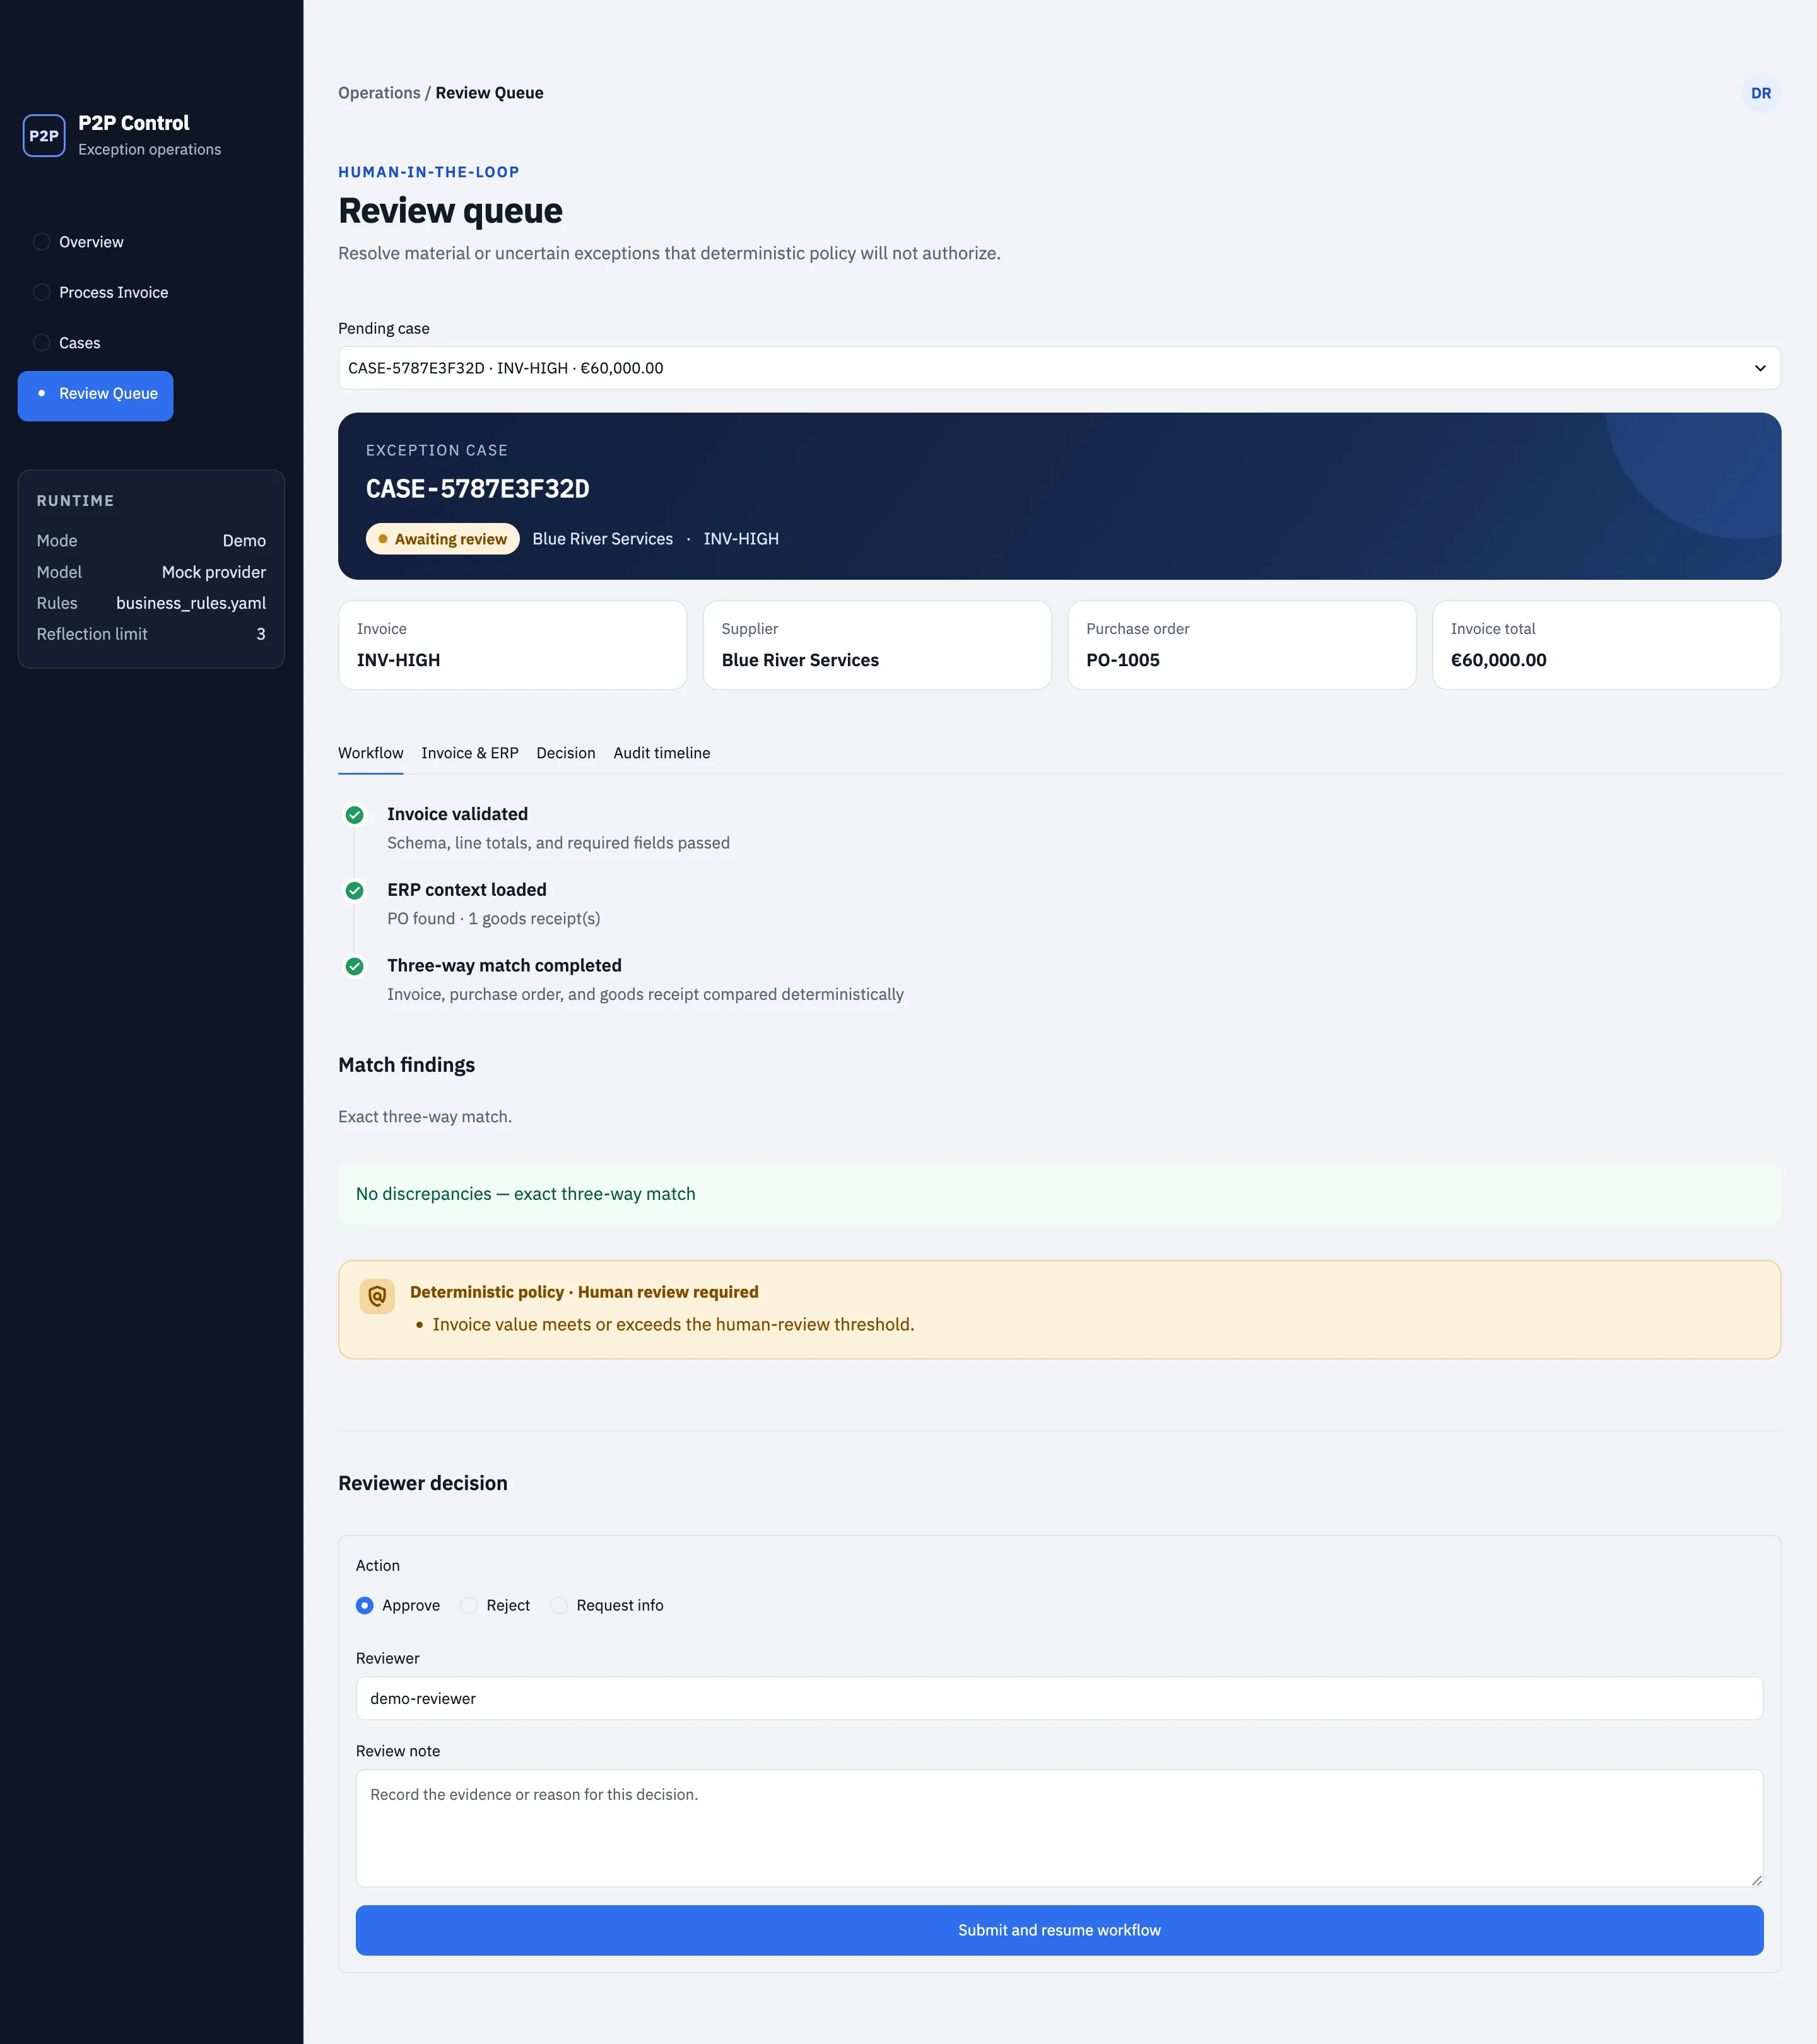 P2P
P2P Control
Exception operations
Overview
Process Invoice
Cases
Review Queue
RUNTIME
Mode Demo
Model Mock provider
Rules business_rules.yaml
Reflection limit 3
Operations / Review Queue
DR
HUMAN-IN-THE-LOOP
Review queue
Resolve material or uncertain exceptions that deterministic policy will not authorize.
Pending case
CASE-5787E3F32D · INV-HIGH · €60,000.00
EXCEPTION CASE
CASE-5787E3F32D
Awaiting review Blue River Services · INV-HIGH
Invoice
INV-HIGH
Supplier
Blue River Services
Purchase order
PO-1005
Invoice total
€60,000.00
Workflow Invoice & ERP Decision Audit timeline
Invoice validated
Schema, line totals, and required fields passed
ERP context loaded
PO found · 1 goods receipt(s)
Three-way match completed
Invoice, purchase order, and goods receipt compared deterministically
Match findings
Exact three-way match.
No discrepancies — exact three-way match
Deterministic policy · Human review required
• Invoice value meets or exceeds the human-review threshold.
Reviewer decision
Action
Approve Reject Request info
Reviewer
demo-reviewer
Review note
Record the evidence or reason for this decision.
Submit and resume workflow